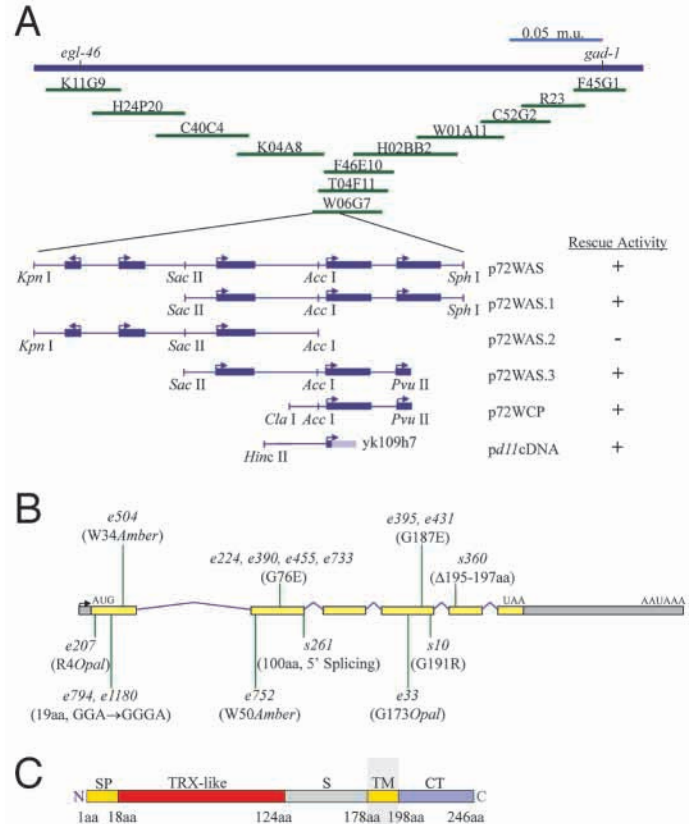 A
0.05 m.u.
egl-46
gad-1
K11G9
F45G1
H24P20
R23
C52G2
C40C4
W01A11
K04A8
H02BB2
F46E10
T04F11
W06G7
Rescue Activity
Kpn I
Sac II
Acc I
Sph I
p72WAS
+
Sac II
Acc I
Sph I
p72WAS.1
+
Kpn I
Sac II
Acc I
p72WAS.2
-
Sac II
Acc I
Pvu II
p72WAS.3
+
Cla I
Acc I
Pvu II
p72WCP
+
Hinc II
yk109h7
pd11cDNA
+
B
e504
(W34Amber)
e224, e390, e455, e733
(G76E)
e395, e431
(G187E)
s360
(Δ195-197aa)
AUG
UAA
AAUAAA
e207
(R4Opal)
s261
(100aa, 5' Splicing)
s10
(G191R)
e794, e1180
(19aa, GGA→GGGA)
e752
(W50Amber)
e33
(G173Opal)
C
SP
TRX-like
S
TM
CT
N
C
1aa
18aa
124aa
178aa
198aa
246aa